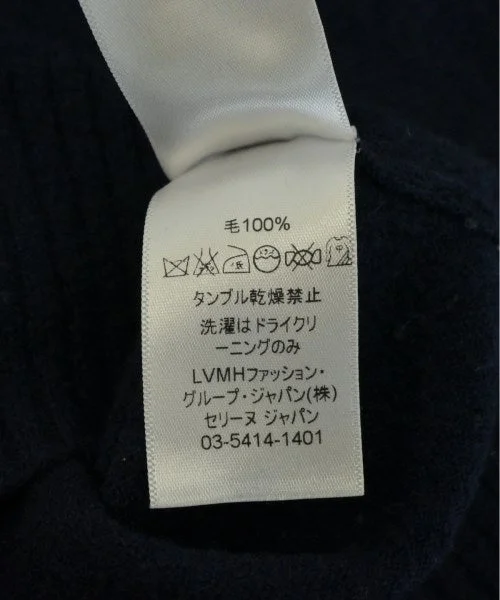 毛100%
タンブル乾燥禁止
洗濯はドライクリ
ーニングのみ
LVMHファッション・
グループ・ジャパン(株)
セリーヌ ジャパン
03-5414-1401